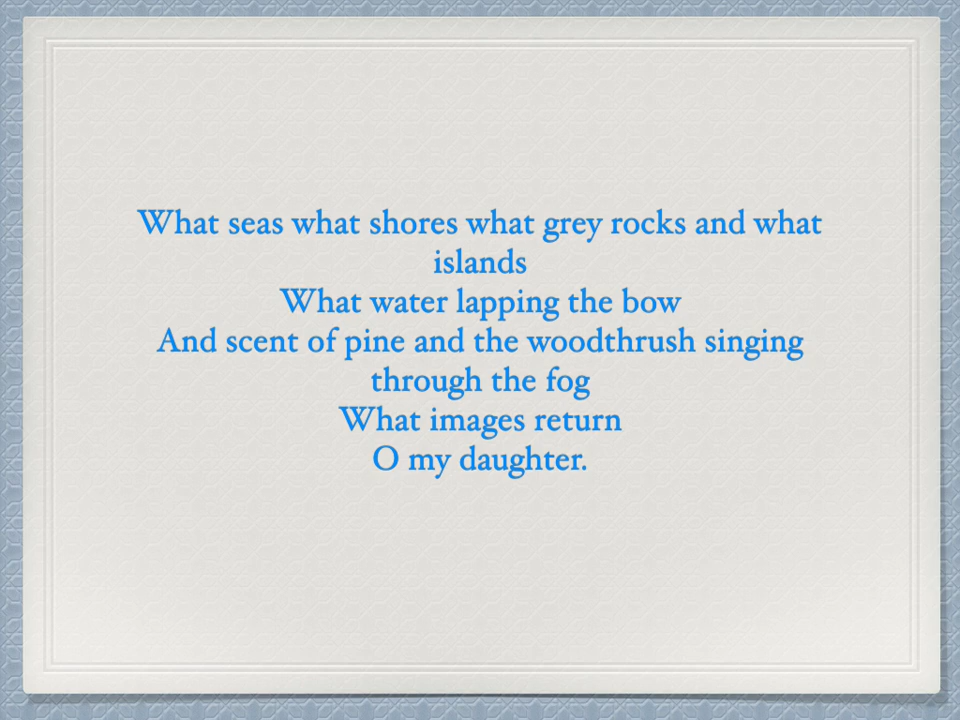 What seas what shores what grey rocks and what
islands
What water lapping the bow
And scent of pine and the woodthrush singing
through the fog
What images return
O my daughter.